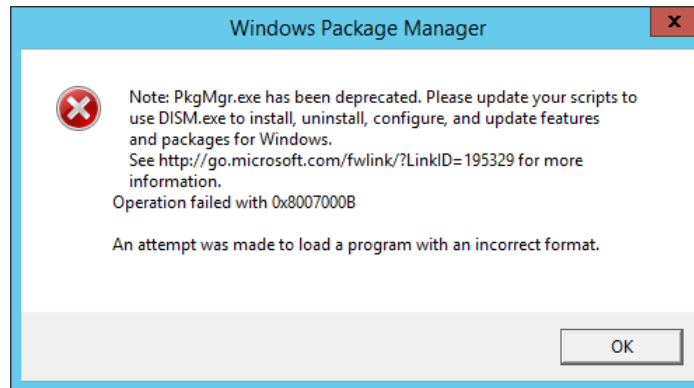 Windows Package Manager
x
Note: PkgMgr.exe has been deprecated. Please update your scripts to
use DISM.exe to install, uninstall, configure, and update features
and packages for Windows.
See http://go.microsoft.com/fwlink/?LinkID=195329 for more
information.
Operation failed with 0x8007000B
An attempt was made to load a program with an incorrect format.
OK